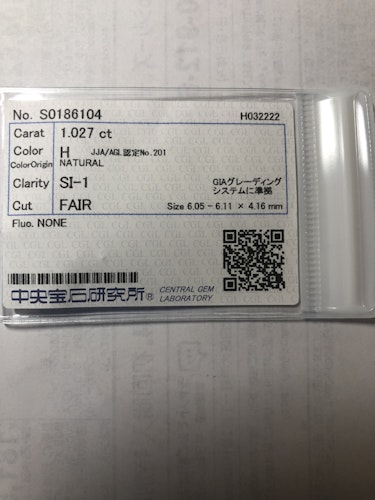 No. S0186104 H032222
Carat 1.027 ct
Color H JJA/AGL認定No.201
ColorOrigin NATURAL
Clarity SI-1 GIAグレーディング
システムに準拠
Cut FAIR Size 6.05 - 6.11 × 4.16 mm
Fluo. NONE
中央宝石研究所® CENTRAL GEM
LABORATORY